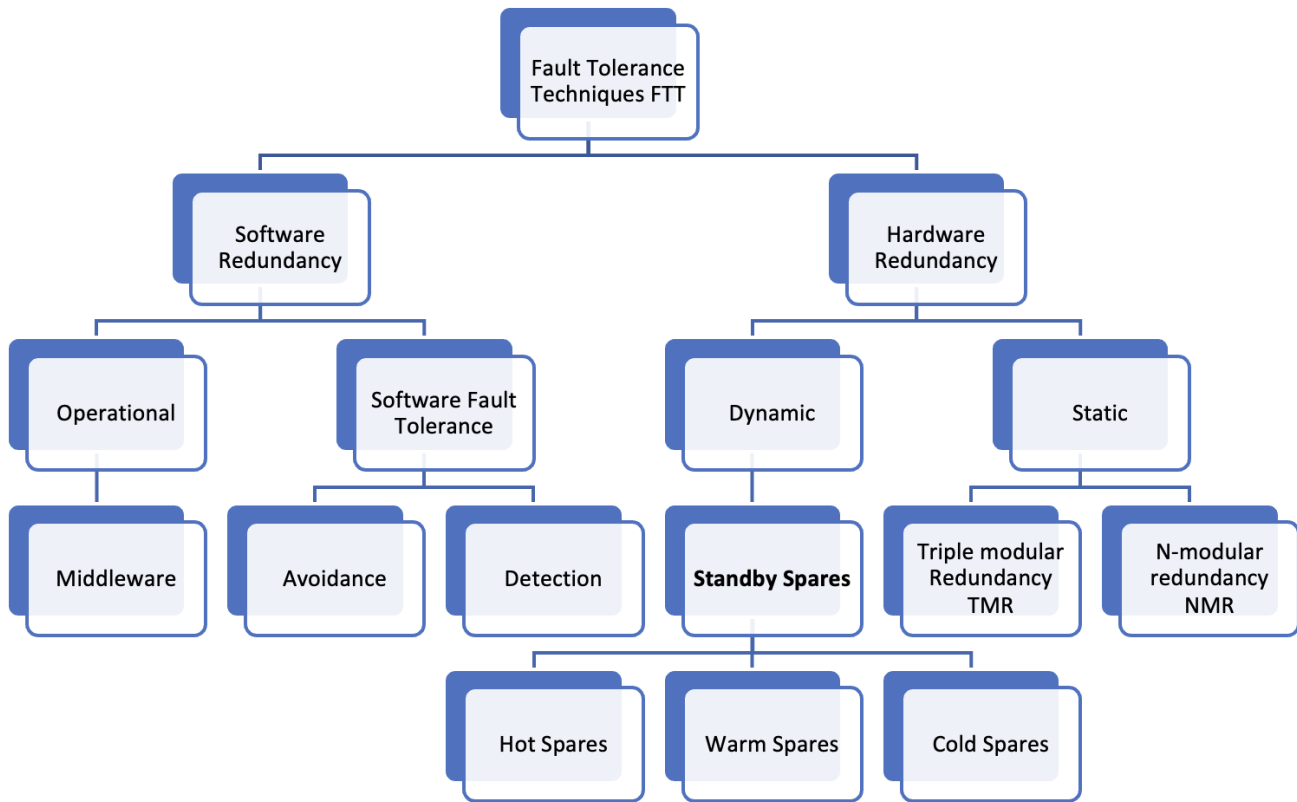 Fault Tolerance
Techniques FTT
Software
Redundancy
Hardware
Redundancy
Operational
Software Fault
Tolerance
Dynamic
Static
Middleware
Avoidance
Detection
Standby Spares
Triple modular
Redundancy
TMR
N-modular
redundancy
NMR
Hot Spares
Warm Spares
Cold Spares